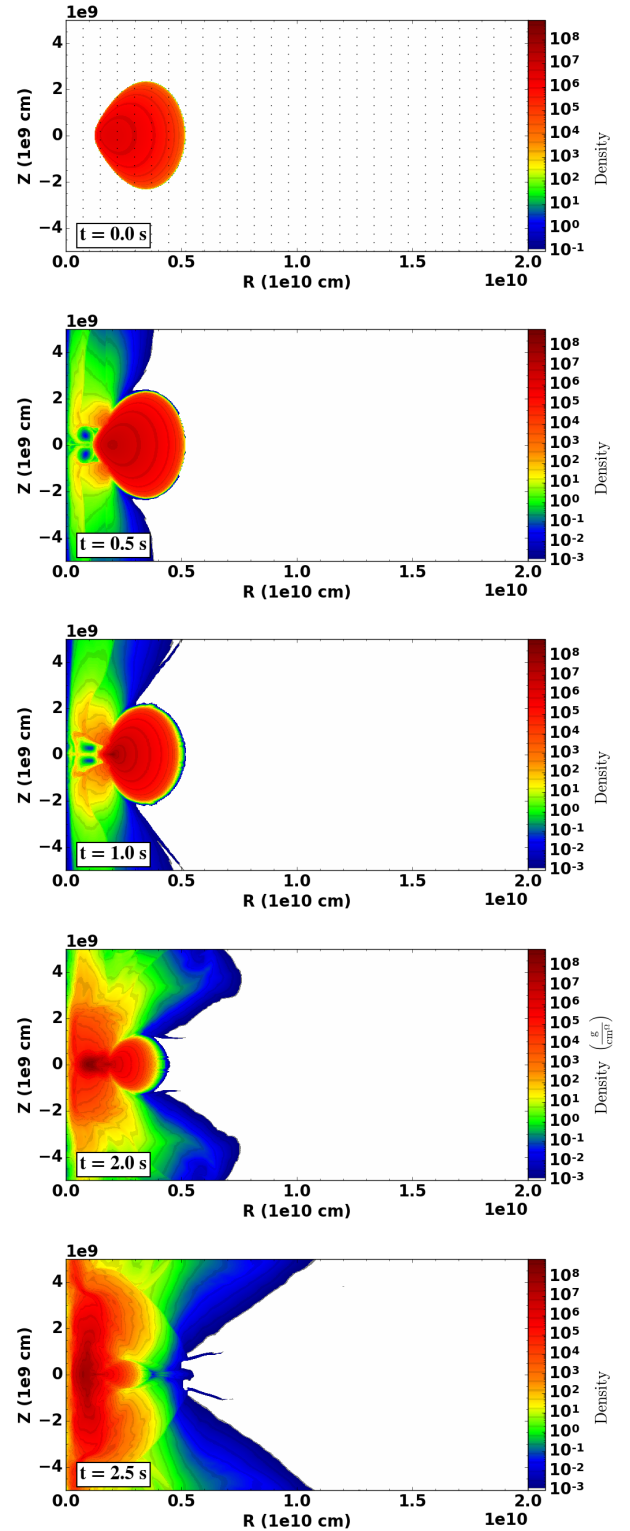 1e9
4
2
0
−2
−4
Z (1e9 cm)
t = 0.0 s
0.0 0.5 1.0 1.5 2.0
R (1e10 cm)
1e10
10⁸
10⁷
10⁶
10⁵
10⁴
10³
10²
10¹
10⁰
10⁻¹
Density
1e9
4
2
0
−2
−4
Z (1e9 cm)
t = 0.5 s
0.0 0.5 1.0 1.5 2.0
R (1e10 cm)
1e10
10⁸
10⁷
10⁶
10⁵
10⁴
10³
10²
10¹
10⁰
10⁻¹
10⁻²
10⁻³
Density
1e9
4
2
0
−2
−4
Z (1e9 cm)
t = 1.0 s
0.0 0.5 1.0 1.5 2.0
R (1e10 cm)
1e10
10⁸
10⁷
10⁶
10⁵
10⁴
10³
10²
10¹
10⁰
10⁻¹
10⁻²
10⁻³
Density
1e9
4
2
0
−2
−4
Z (1e9 cm)
t = 2.0 s
0.0 0.5 1.0 1.5 2.0
R (1e10 cm)
1e10
10⁸
10⁷
10⁶
10⁵
10⁴
10³
10²
10¹
10⁰
10⁻¹
10⁻²
10⁻³
Density (g/cm)
1e9
4
2
0
−2
−4
Z (1e9 cm)
t = 2.5 s
0.0 0.5 1.0 1.5 2.0
R (1e10 cm)
1e10
10⁸
10⁷
10⁶
10⁵
10⁴
10³
10²
10¹
10⁰
10⁻¹
10⁻²
10⁻³
Density